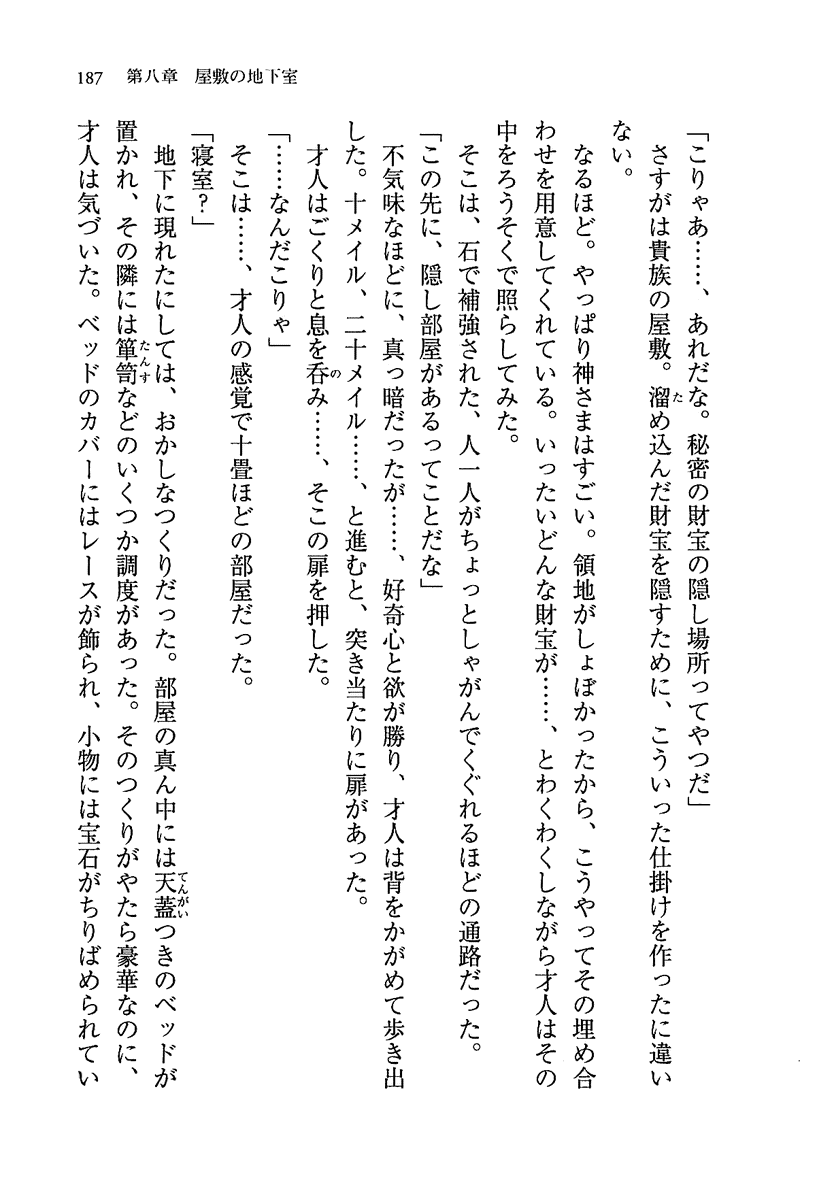 187　第八章　屋敷の地下室
「こりゃあ……、あれだな。秘密の財宝の隠し場所ってやつだ」
　さすがは貴族の屋敷。溜め込んだ財宝を隠すために、こういった仕掛けを作ったに違い
ない。
　なるほど。やっぱり神さまはすごい。領地がしょぼかったから、こうやってその埋め合
わせを用意してくれている。いったいどんな財宝が……、とわくわくしながら才人はその
中をろうそくで照らしてみた。
　そこは、石で補強された、人一人がちょっとしゃがんでくぐれるほどの通路だった。
「この先に、隠し部屋があるってことだな」
　不気味なほどに、真っ暗だったが……、好奇心と欲が勝り、才人は背をかがめて歩き出
した。十メイル、二十メイル……、と進むと、突き当たりに扉があった。
　才人はごくりと息を呑み……、そこの扉を押した。
「……なんだこりゃ」
　そこは……、才人の感覚で十畳ほどの部屋だった。
「寝室？」
　地下に現れたにしては、おかしなつくりだった。部屋の真ん中には天蓋つきのベッドが
置かれ、その隣には箪笥などのいくつか調度があった。そのつくりがやたら豪華なのに、
才人は気づいた。ベッドのカバーにはレースが飾られ、小物には宝石がちりばめられてい